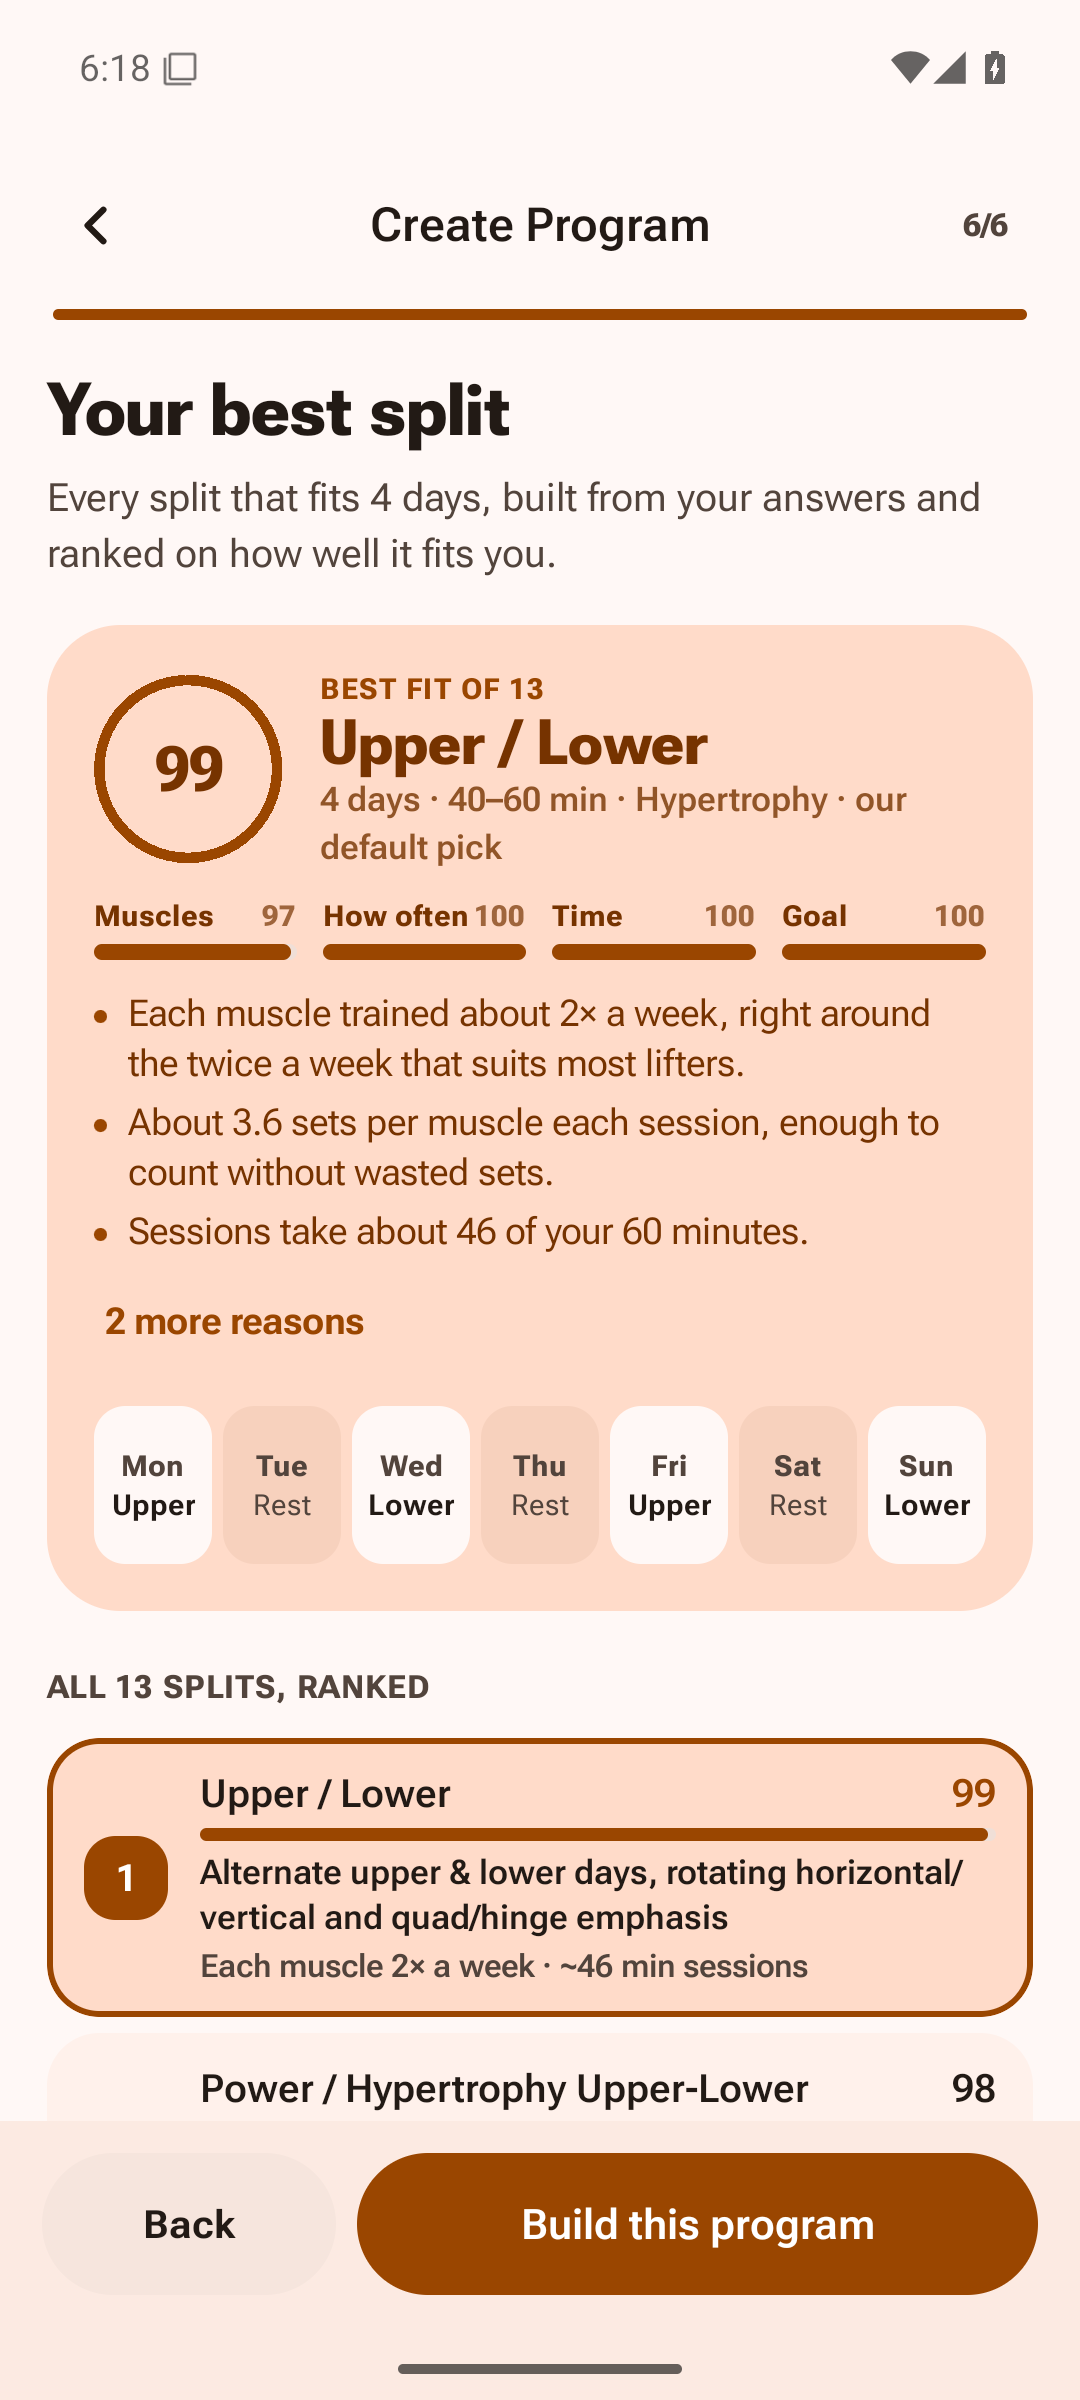 6:18
Create Program
6/6
Your best split
Every split that fits 4 days, built from your answers and
ranked on how well it fits you.
99
BEST FIT OF 13
Upper / Lower
4 days · 40–60 min · Hypertrophy · our
default pick
Muscles 97
How often 100
Time 100
Goal 100
• Each muscle trained about 2× a week, right around
the twice a week that suits most lifters.
• About 3.6 sets per muscle each session, enough to
count without wasted sets.
• Sessions take about 46 of your 60 minutes.
2 more reasons
Mon Tue Wed Thu Fri Sat Sun
Upper Rest Lower Rest Upper Rest Lower
ALL 13 SPLITS, RANKED
Upper / Lower 99
1
Alternate upper & lower days, rotating horizontal/
vertical and quad/hinge emphasis
Each muscle 2× a week · ~46 min sessions
Power / Hypertrophy Upper-Lower 98
Back
Build this program